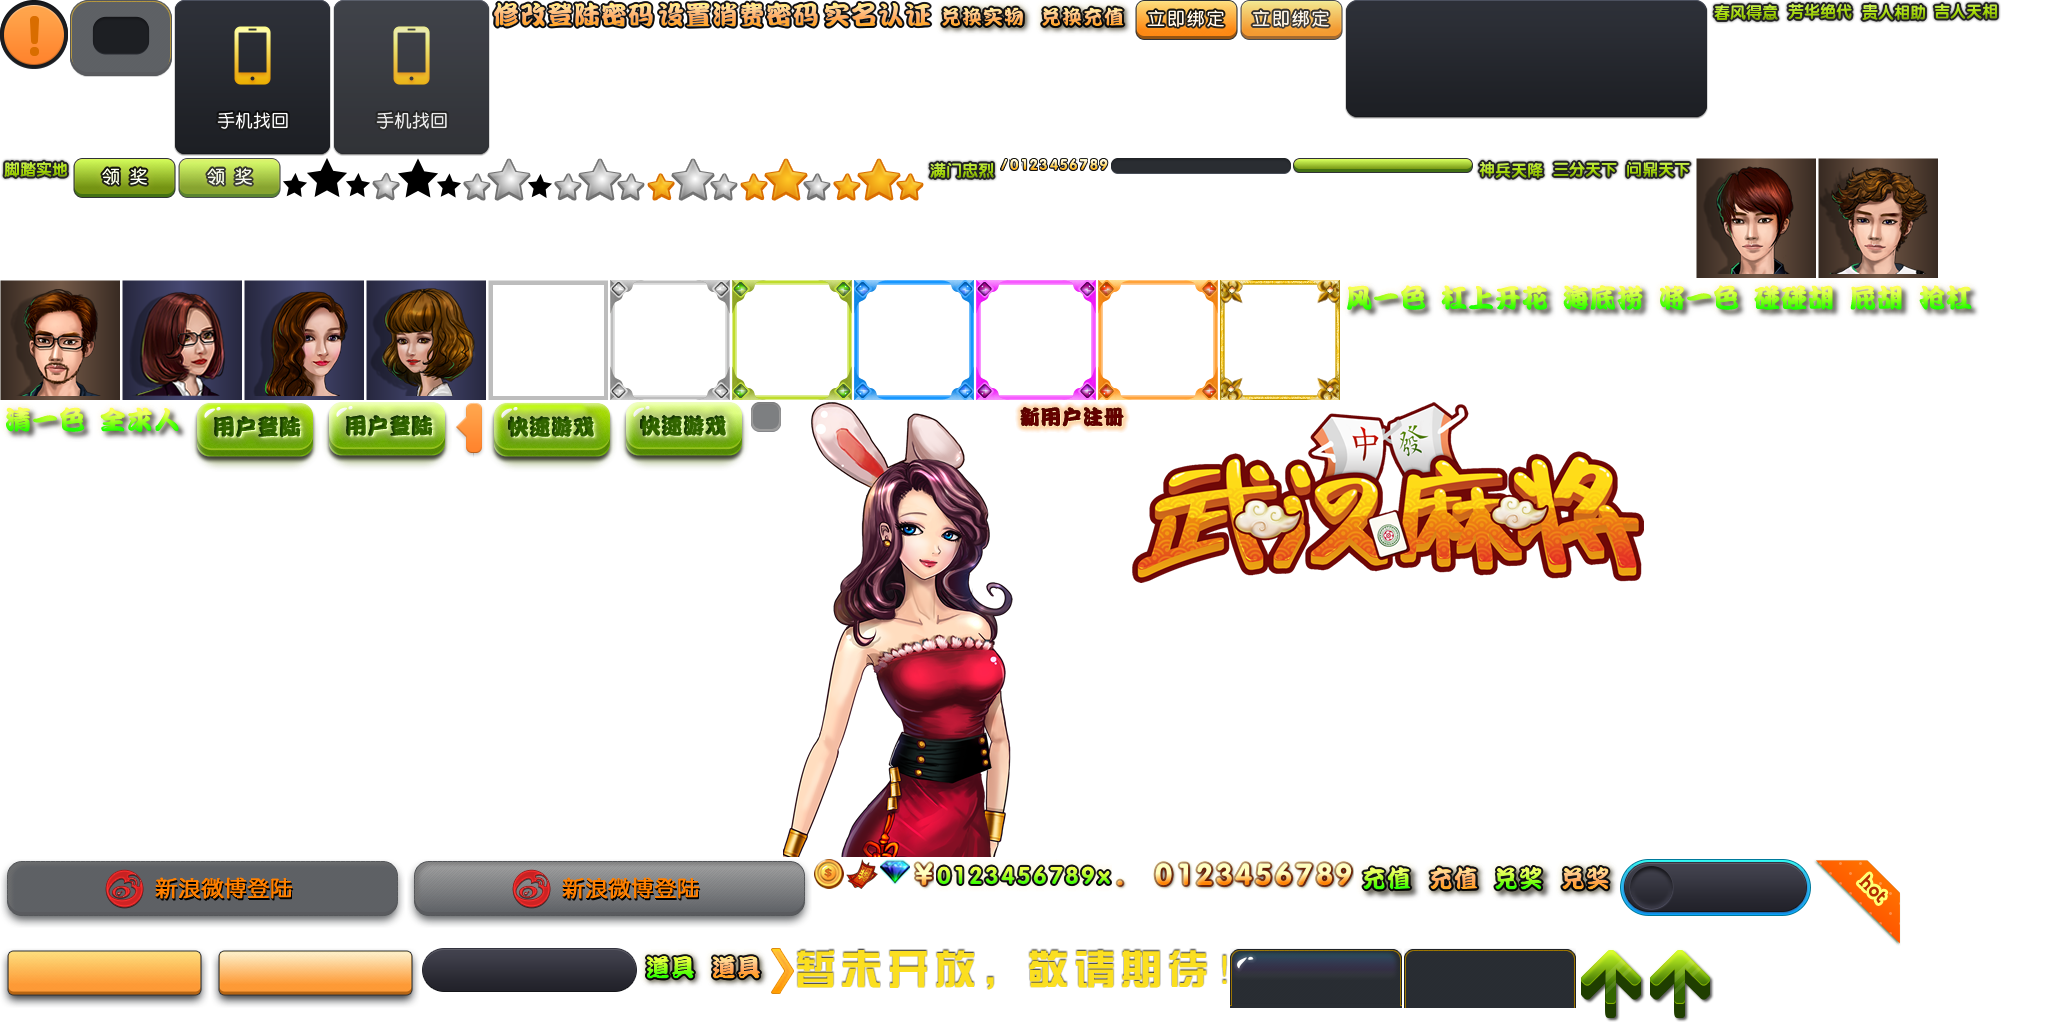 修改登陆密码 设置消费密码 实名认证 兑换实物 兑换充值 立即绑定 立即绑定 春风得意 芳华绝代 贵人相助 吉人天相
手机找回 手机找回
脚踏实地 领奖 领奖 满门忠烈 /0123456789 神兵天降 三分天下 问鼎天下
风一色 杠上开花 海底捞 将一色 碰碰胡 屁胡 抢杠
清一色 全求人 用户登陆 用户登陆 快速游戏 快速游戏 新用户注册
中 發
武汉麻将
新浪微博登陆 新浪微博登陆 ¥0123456789x. 0123456789 充值 充值 兑奖 兑奖 hot
道具 道具 暂未开放，敬请期待!